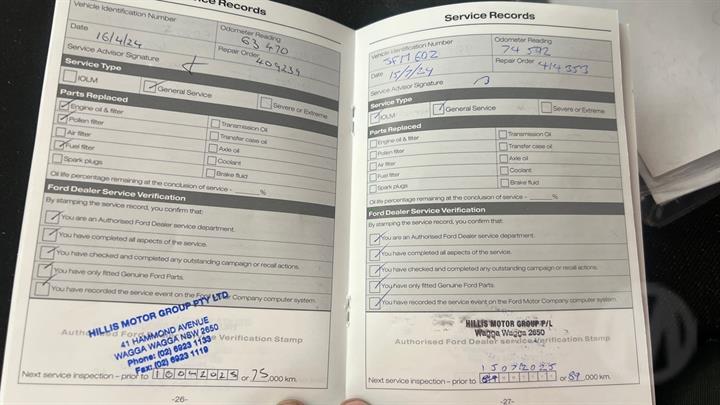 Service Records
Vehicle Identification Number
Odometer Reading
63 470
Date
16/4/24
Repair Order 409239
Service Advisor Signature
Service Type
IOLM
General Service
Severe or Extreme
Parts Replaced
Engine oil & filter
Pollen filter
Transmission Oil
Air filter
Transfer case oil
Fuel filter
Axle oil
Spark plugs
Coolant
Brake fluid
Oil life percentage remaining at the conclusion of service - %
Ford Dealer Service Verification
By stamping the service record, you confirm that:
You are an Authorised Ford Dealer service department.
You have completed all aspects of the service.
You have checked and completed any outstanding campaign or recall actions.
You have only fitted Genuine Ford Parts.
You have recorded the service event on the Ford Motor Company computer system.
HILLIS MOTOR GROUP PTY LTD
41 HAMMOND AVENUE
WAGGA WAGGA NSW 2650
Phone: (02) 6923 1133
Fax: (02) 6923 1119
Authorised Ford Dealer service Verification Stamp
Next service inspection – prior to 16042025 or 75,000 km.
-26-
Service Records
Vehicle Identification Number
SFM60Z
Odometer Reading
74 592
Date 15/7/24
Repair Order 414353
Service Advisor Signature
Service Type
IOLM
General Service
Severe or Extreme
Parts Replaced
Engine oil & filter
Transmission Oil
Pollen filter
Transfer case oil
Air filter
Axle oil
Fuel filter
Coolant
Spark plugs
Brake fluid
Oil life percentage remaining at the conclusion of service - %
Ford Dealer Service Verification
By stamping the service record, you confirm that:
You are an Authorised Ford Dealer service department.
You have completed all aspects of the service.
You have checked and completed any outstanding campaign or recall actions.
You have only fitted Genuine Ford Parts.
You have recorded the service event on the Ford Motor Company computer system.
HILLIS MOTOR GROUP P/L
Wagga Wagga 2650
Authorised Ford Dealer service Verification Stamp
15072025
Next service inspection – prior to or 89,000 km.
-27-